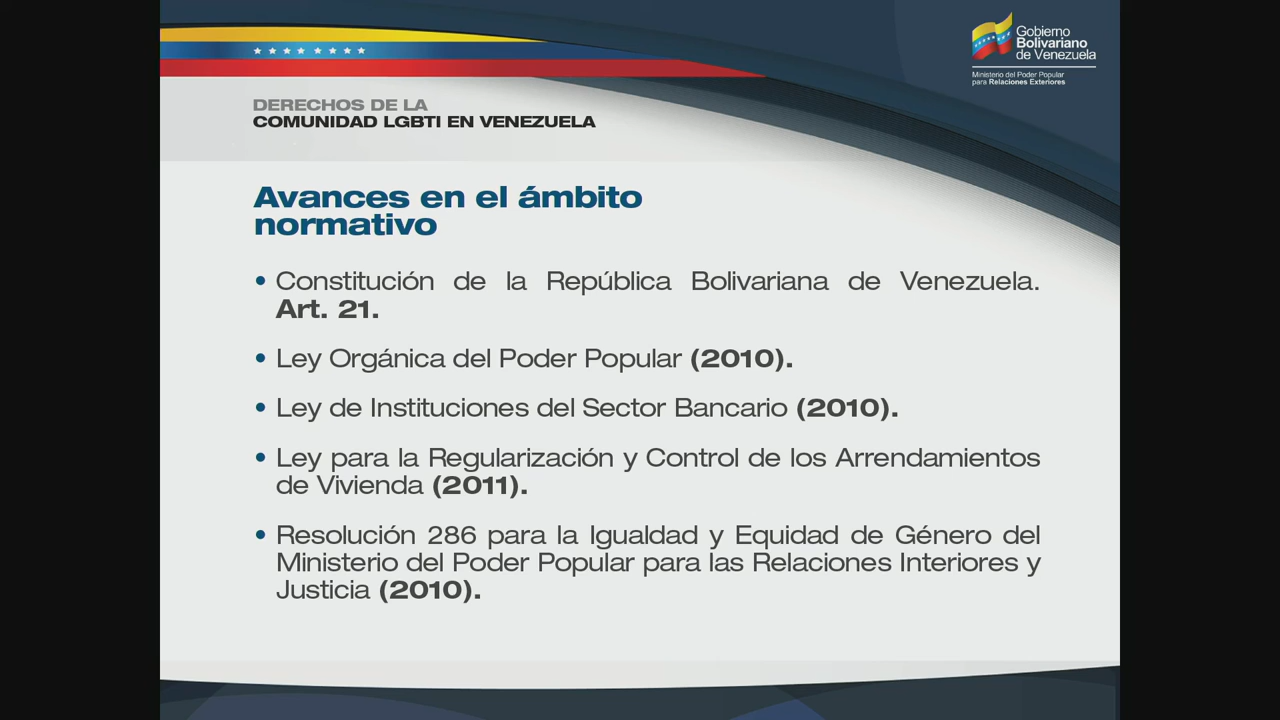 Gobierno
Bolivariano
de Venezuela
Ministerio del Poder Popular
para Relaciones Exteriores
DERECHOS DE LA
COMUNIDAD LGBTI EN VENEZUELA
Avances en el ámbito
normativo
• Constitución de la República Bolivariana de Venezuela.
Art. 21.
• Ley Orgánica del Poder Popular (2010).
• Ley de Instituciones del Sector Bancario (2010).
• Ley para la Regularización y Control de los Arrendamientos
de Vivienda (2011).
• Resolución 286 para la Igualdad y Equidad de Género del
Ministerio del Poder Popular para las Relaciones Interiores y
Justicia (2010).